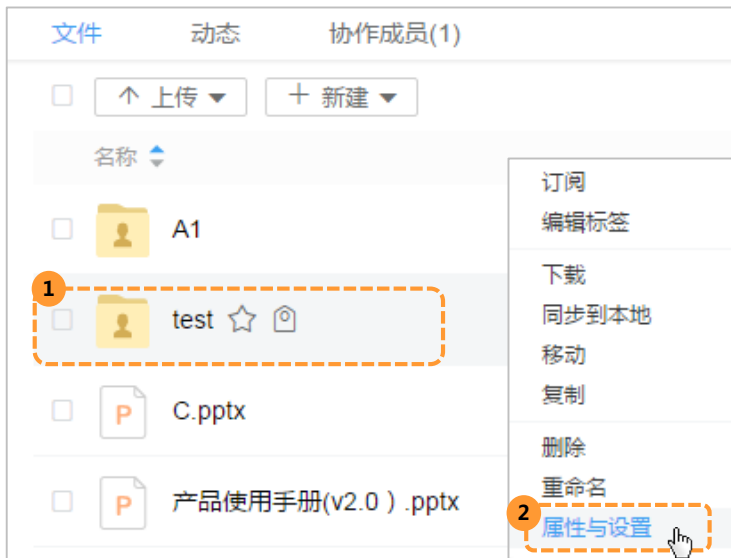 文件 动态 协作成员(1)
上传 新建
名称
A1
1
test
C.pptx
P
产品使用手册(v2.0）.pptx
P
订阅
编辑标签
下载
同步到本地
移动
复制
删除
重命名
2
属性与设置